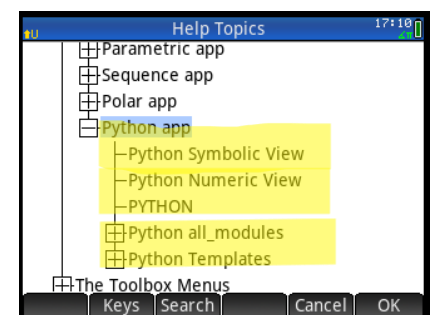 ↑U Help Topics 17:10 ∡π
Parametric app
Sequence app
Polar app
Python app
Python Symbolic View
Python Numeric View
PYTHON
Python all_modules
Python Templates
The Toolbox Menus
Keys Search Cancel OK